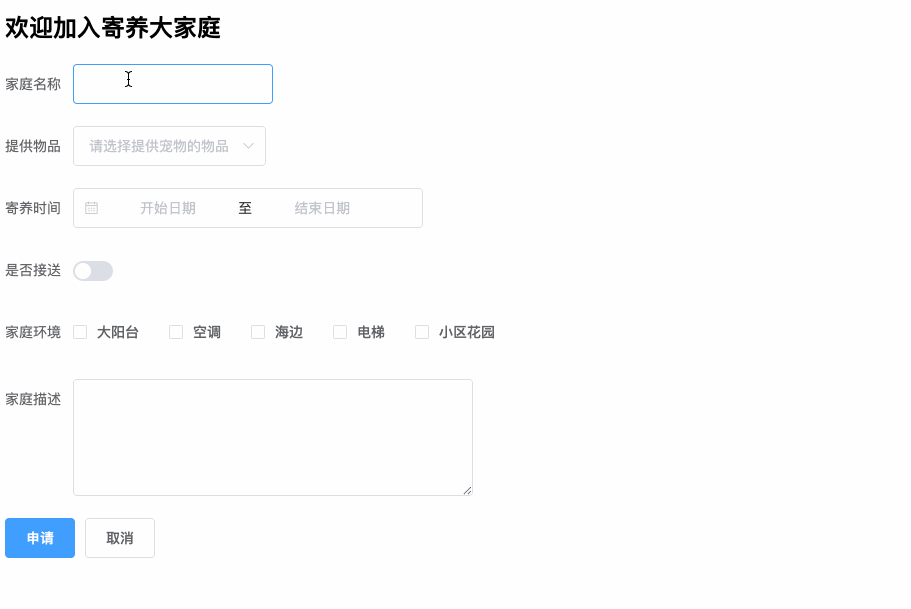 欢迎加入寄养大家庭
家庭名称
提供物品 请选择提供宠物的物品
寄养时间 开始日期 至 结束日期
是否接送
家庭环境 大阳台 空调 海边 电梯 小区花园
家庭描述
申请 取消